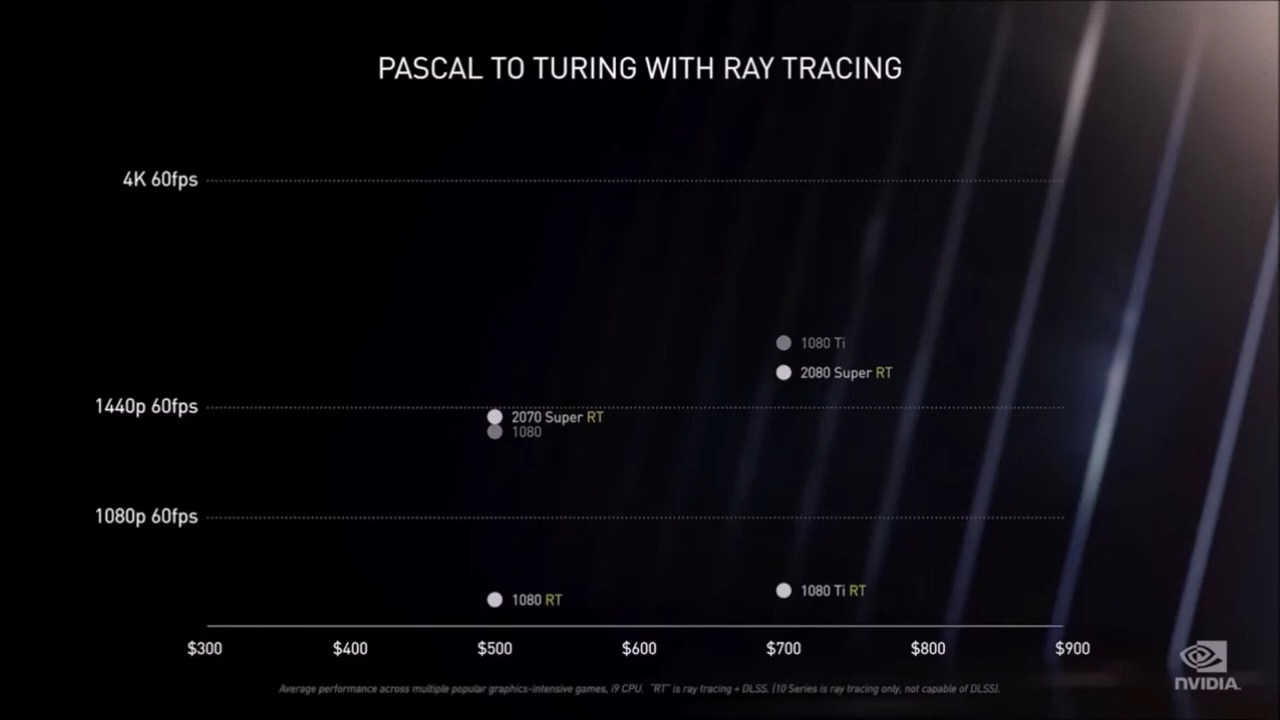 PASCAL TO TURING WITH RAY TRACING
4K 60fps
1080 Ti
2080 Super RT
1440p 60fps
2070 Super RT
1080
1080p 60fps
1080 Ti RT
1080 RT
$300 $400 $500 $600 $700 $800 $900
Average performance across multiple popular graphics-intensive games, i9 CPU. "RT" is ray tracing + DLSS. (10 Series is ray tracing only, not capable of DLSS).
NVIDIA.